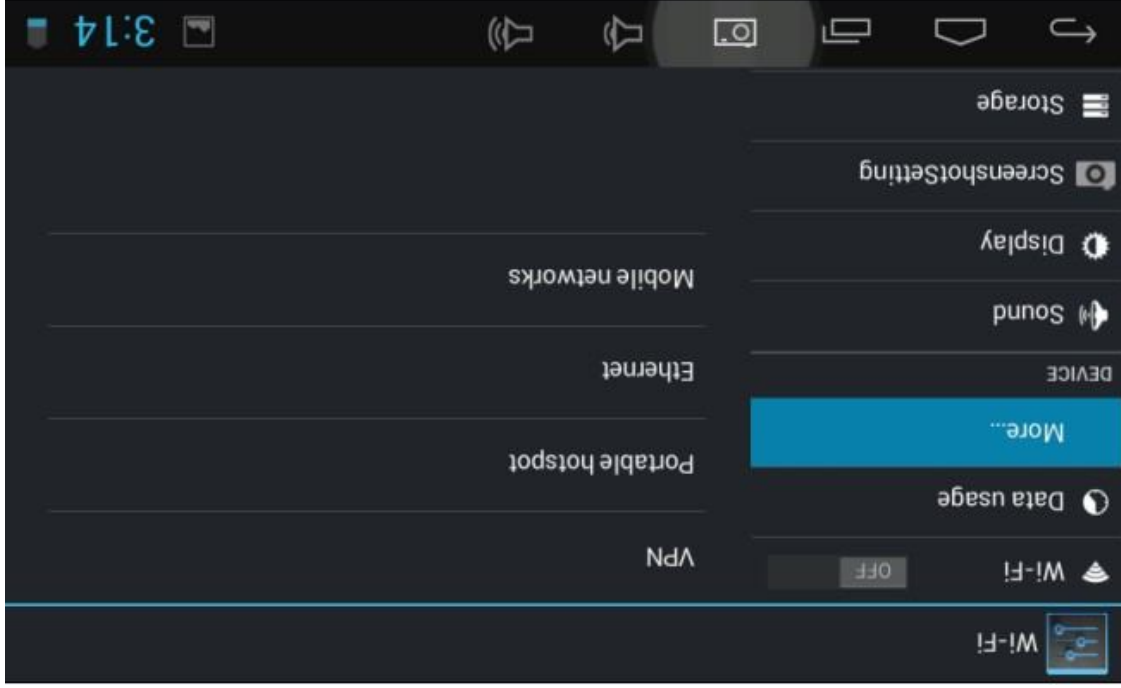 Wi-Fi
Wi-Fi
OFF
Data usage
More...
DEVICE
Sound
Display
ScreenshotSetting
Storage
VPN
Portable hotspot
Ethernet
Mobile networks
3:14